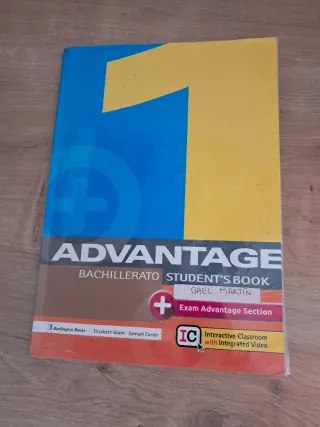 1
ADVANTAGE
BACHILLERATO STUDENT'S BOOK
GAEL MARTIN
+ Exam Advantage Section
Burlington Books Elizabeth Grant Samuel Carter
IC Interactive Classroom
with Integrated Video